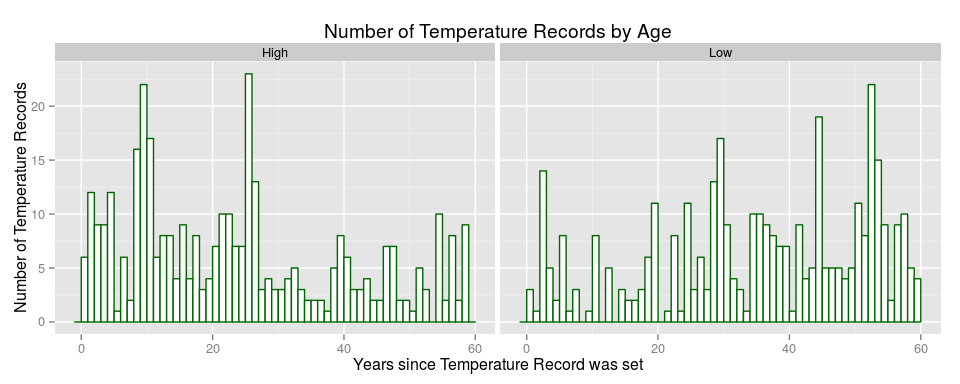 Number of Temperature Records by Age
High Low
Number of Temperature Records
20
15
10
5
0
0 20 40 60 0 20 40 60
Years since Temperature Record was set